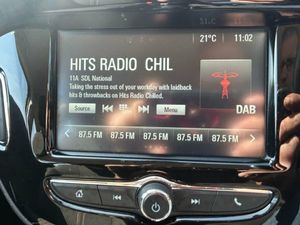 21°C 11:02
HITS RADIO CHIL
11A SDL National
Taking the stress out of your workday with laidback
hits & throwbacks on Hits Radio Chilled.
Source Menu
DAB
87.5 FM 87.5 FM 87.5 FM 87.5 FM 87.5 FM